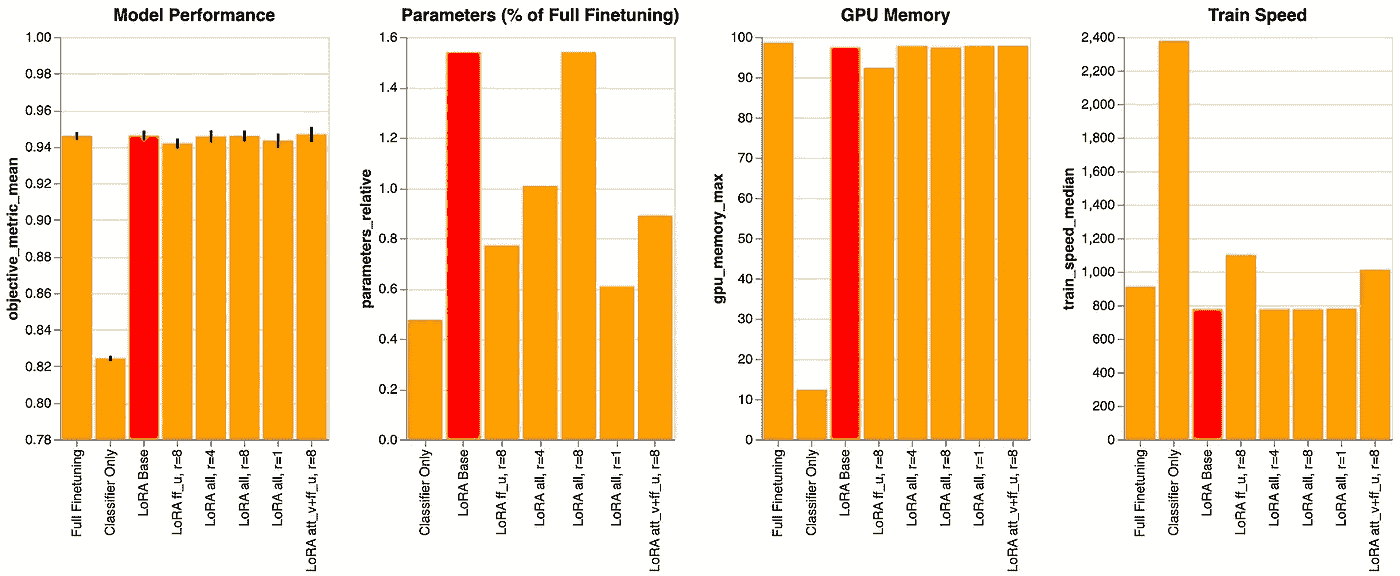 Model Performance
objective_metric_mean
1.00
0.98
0.96
0.94
0.92
0.90
0.88
0.86
0.84
0.82
0.80
0.78
Full Finetuning
Classifier Only
LoRA Base
LoRA ff_u, r=8
LoRA all, r=4
LoRA all, r=8
LoRA all, r=1
LoRA att_v+ff_u, r=8
Parameters (% of Full Finetuning)
parameters_relative
1.6
1.4
1.2
1.0
0.8
0.6
0.4
0.2
0.0
Classifier Only
LoRA Base
LoRA ff_u, r=8
LoRA all, r=4
LoRA all, r=8
LoRA all, r=1
LoRA att_v+ff_u, r=8
GPU Memory
gpu_memory_max
100
90
80
70
60
50
40
30
20
10
0
Full Finetuning
Classifier Only
LoRA Base
LoRA ff_u, r=8
LoRA all, r=4
LoRA all, r=8
LoRA all, r=1
LoRA att_v+ff_u, r=8
Train Speed
train_speed_median
2,400
2,200
2,000
1,800
1,600
1,400
1,200
1,000
800
600
400
200
0
Full Finetuning
Classifier Only
LoRA Base
LoRA ff_u, r=8
LoRA all, r=4
LoRA all, r=8
LoRA all, r=1
LoRA att_v+ff_u, r=8